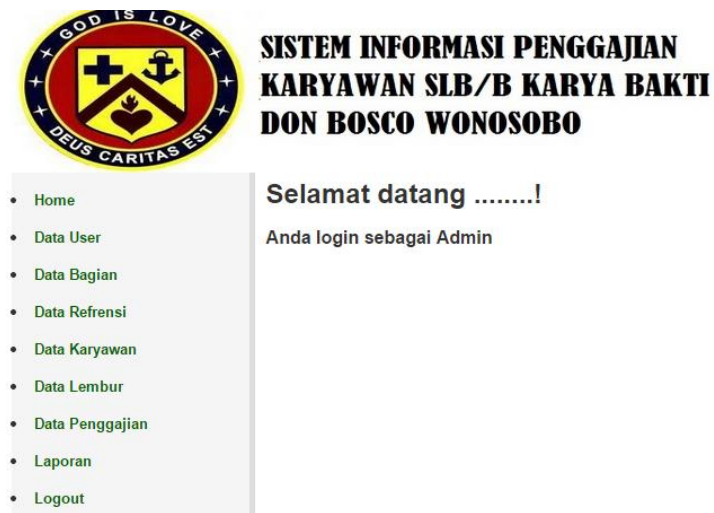 GOD IS LOVE
DEUS CARITAS EST
SISTEM INFORMASI PENGGAJIAN
KARYAWAN SLB/B KARYA BAKTI
DON BOSCO WONOSOBO
Home
Data User
Data Bagian
Data Refrensi
Data Karyawan
Data Lembur
Data Penggajian
Laporan
Logout
Selamat datang ........!
Anda login sebagai Admin